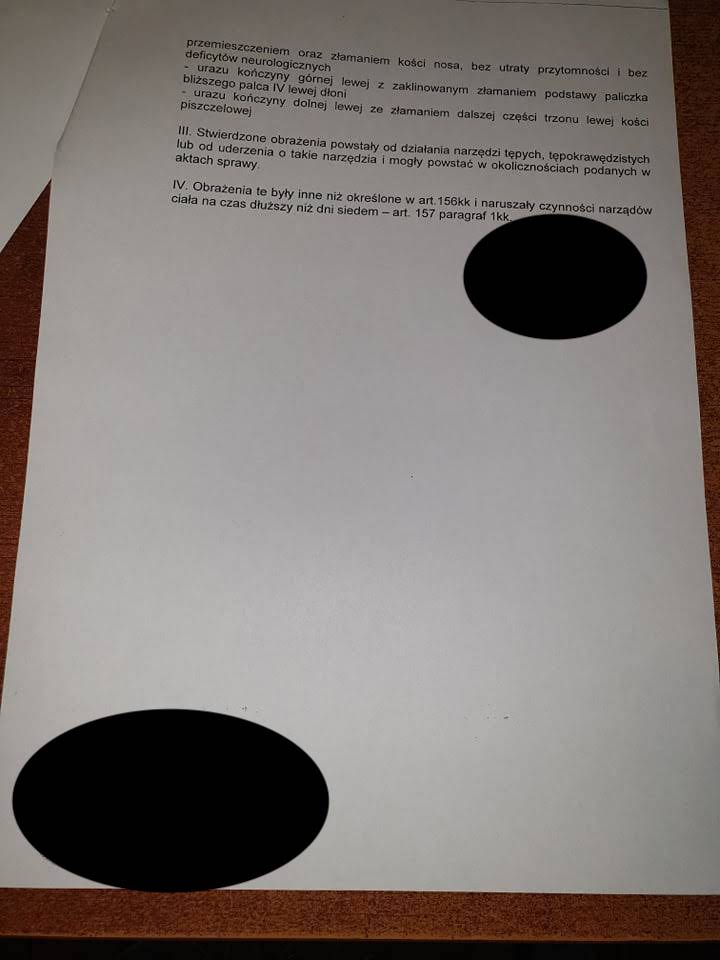 przemieszczeniem oraz złamaniem kości nosa, bez utraty przytomności i bez
deficytów neurologicznych
- urazu kończyny górnej lewej z zaklinowanym złamaniem podstawy paliczka
bliższego palca IV lewej dłoni
- urazu kończyny dolnej lewej ze złamaniem dalszej części trzonu lewej kości
piszczelowej
III. Stwierdzone obrażenia powstały od działania narzędzi tępych, tępokrawędzistych
lub od uderzenia o takie narzędzia i mogły powstać w okolicznościach podanych w
aktach sprawy.
IV. Obrażenia te były inne niż określone w art.156kk i naruszały czynności narządów
ciała na czas dłuższy niż dni siedem – art. 157 paragraf 1kk.